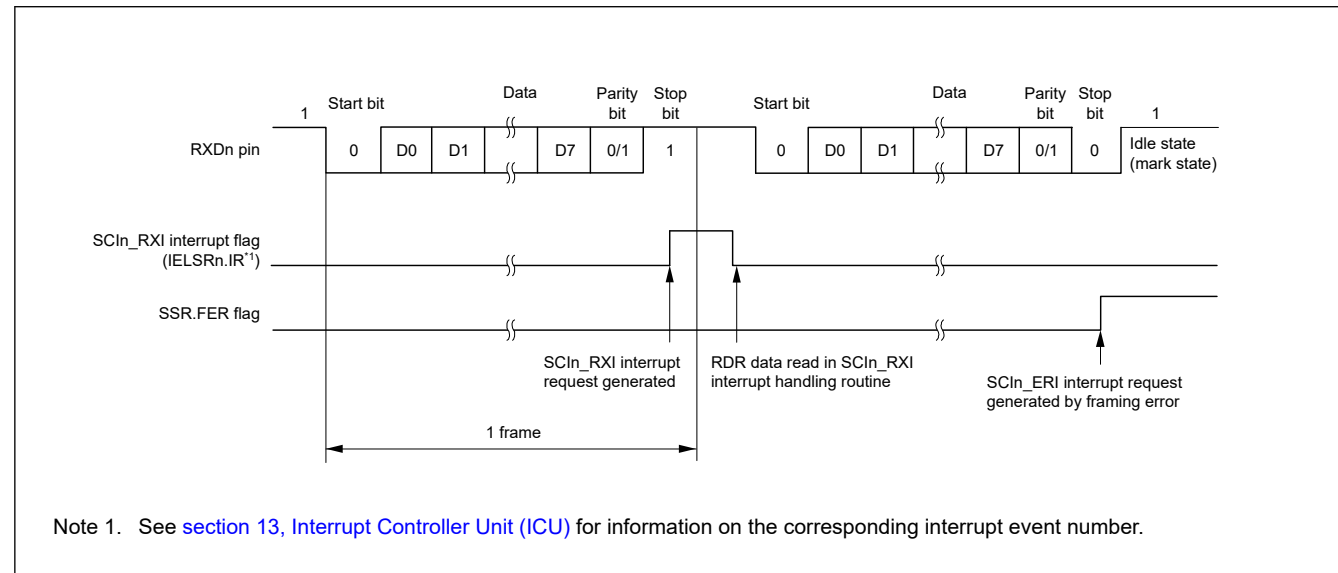 1 Start bit Data Parity bit Stop bit Start bit Data Parity bit Stop bit 1
RXDn pin 0 D0 D1 D7 0/1 1 0 D0 D1 D7 0/1 0 Idle state (mark state)
SCIn_RXI interrupt flag
(IELSRn.IR*1)
SSR.FER flag
SCIn_RXI interrupt
request generated
RDR data read in SCIn_RXI
interrupt handling routine
SCIn_ERI interrupt request
generated by framing error
1 frame
Note 1. See section 13, Interrupt Controller Unit (ICU) for information on the corresponding interrupt event number.